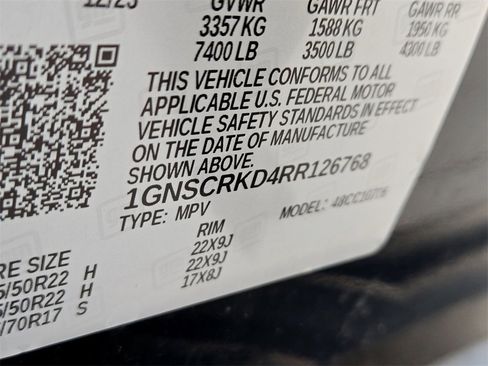 12/23 GVWR GAWR FRT GAWR RR
3357 KG 1588 KG 1950 KG
7400 LB 3500 LB 4300 LB
THIS VEHICLE CONFORMS TO ALL
APPLICABLE U.S. FEDERAL MOTOR
VEHICLE SAFETY STANDARDS IN EFFECT
ON THE DATE OF MANUFACTURE
SHOWN ABOVE.
1GNSCRKD4RR126768
TYPE: MPV MODEL:
RE SIZE RIM
5/50R22 H 22X9J
5/50R22 H 22X9J
/70R17 S 17X8J